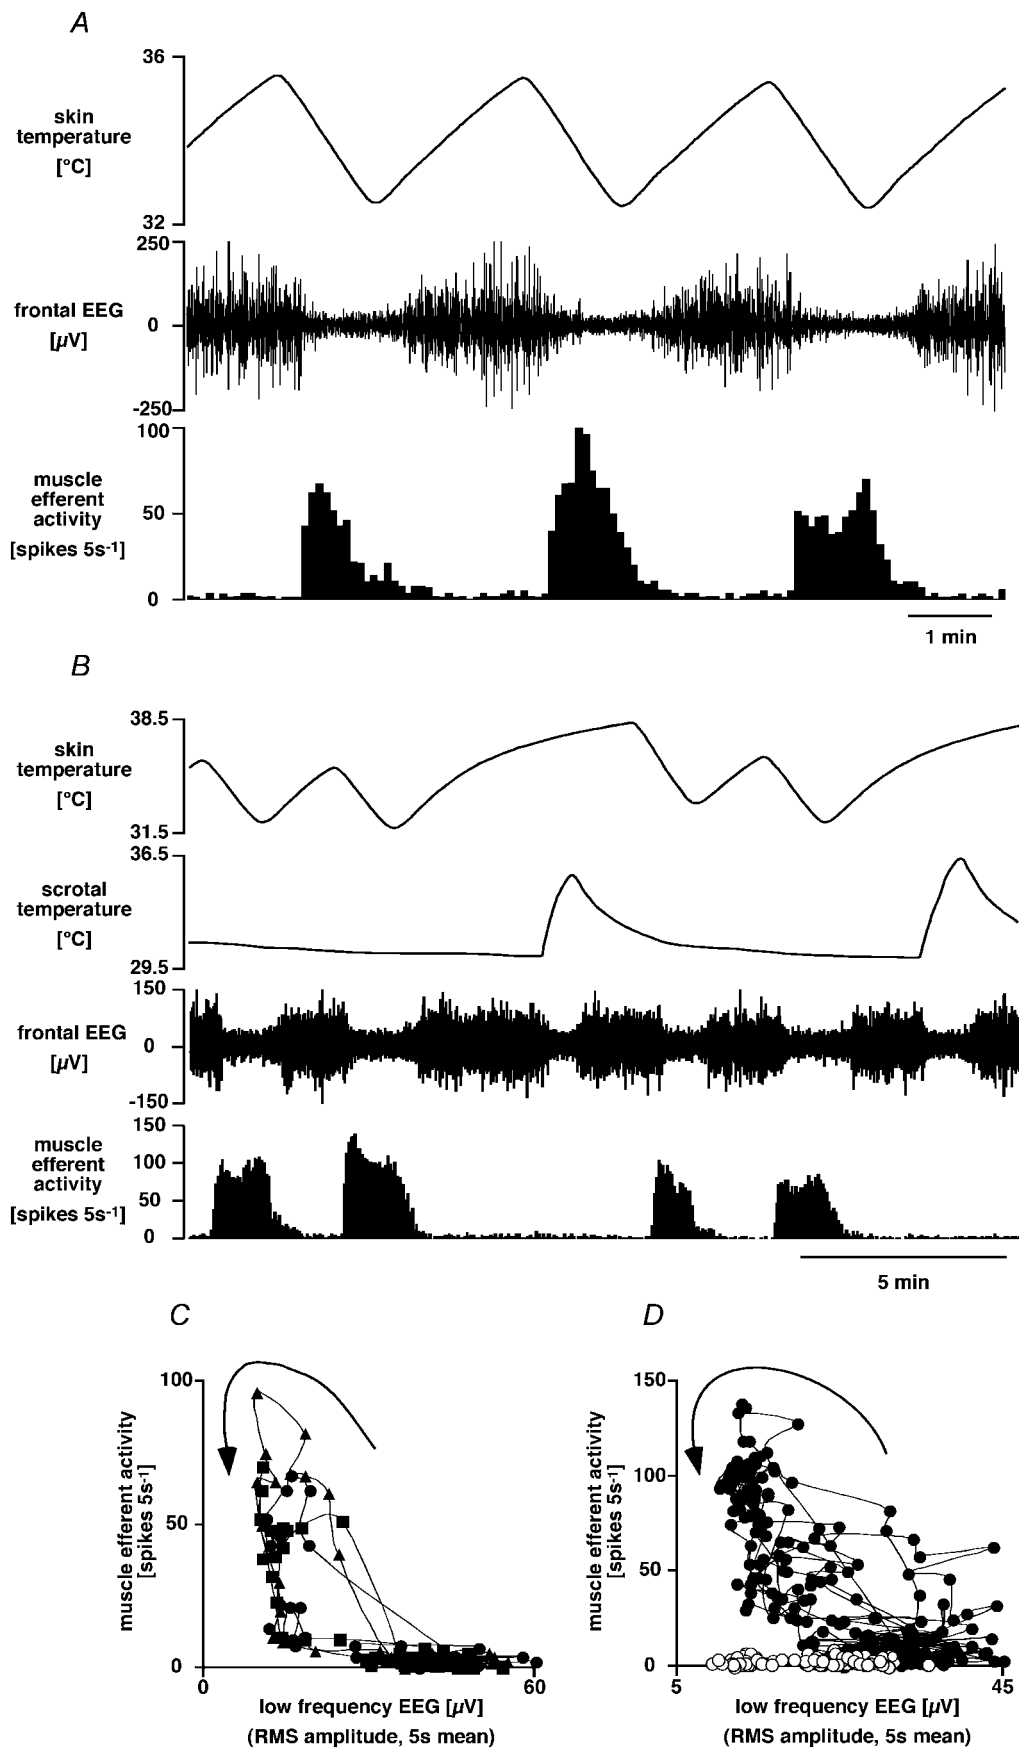 A
36
skin
temperature
[°C]
32
250
frontal EEG
[µV]
0
-250
100
muscle
efferent
activity
[spikes 5s-1]
50
0
1 min
B
38.5
skin
temperature
[°C]
31.5
36.5
scrotal
temperature
[°C]
29.5
150
frontal EEG
[µV]
0
-150
150
muscle
efferent
activity
[spikes 5s-1]
100
50
0
5 min
C
100
muscle efferent activity
[spikes 5s-1]
50
0
0
60
low frequency EEG [µV]
(RMS amplitude, 5s mean)
D
150
muscle efferent activity
[spikes 5s-1]
100
50
0
5
45
low frequency EEG [µV]
(RMS amplitude, 5s mean)